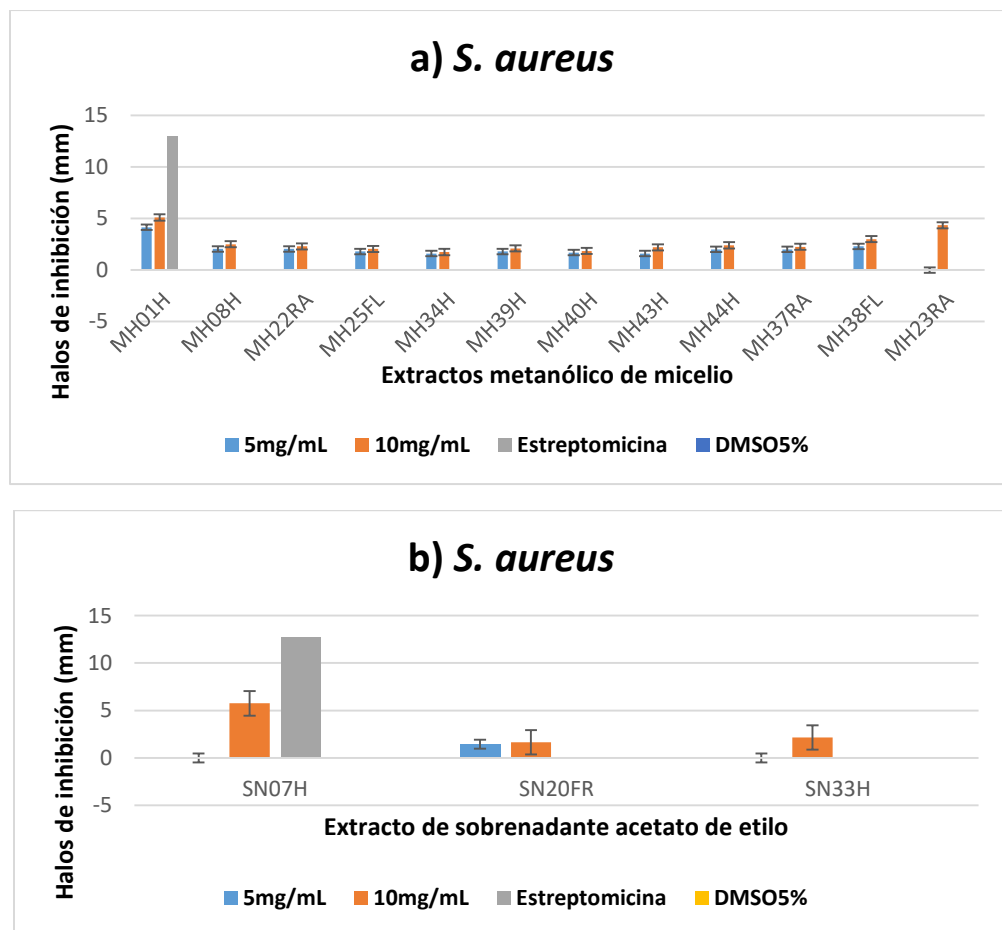 a) S. aureus
Halos de inhibición (mm)
15
10
5
0
-5
MH01H
MH08H
MH22RA
MH25FL
MH34H
MH39H
MH40H
MH43H
MH44H
MH37RA
MH38FL
MH23RA
Extractos metanólico de micelio
5mg/mL 10mg/mL Estreptomicina DMSO5%
b) S. aureus
Halos de inhibición (mm)
15
10
5
0
-5
SN07H SN20FR SN33H
Extracto de sobrenadante acetato de etilo
5mg/mL 10mg/mL Estreptomicina DMSO5%